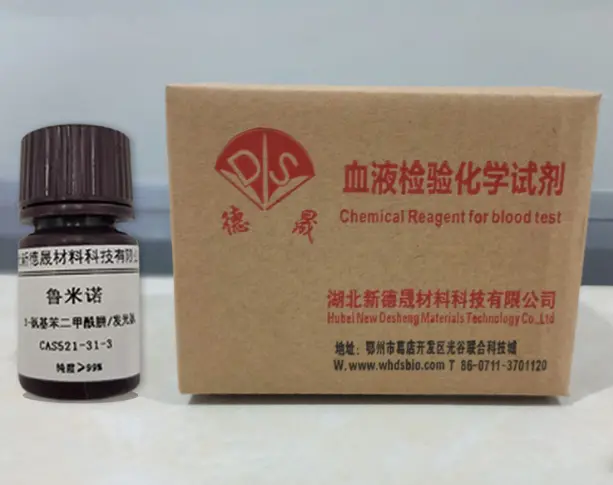 北新德晟材料科技有限公
鲁米诺
3-氨基苯二甲酰肼/发光氨
CAS521-31-3
纯度≥99%
DS
德 晟
血液检验化学试剂
Chemical Reagent for blood test
湖北新德晟材料科技有限公司
Hubei New Desheng Materials Technology Co.,Ltd
地址：鄂州市葛店开发区光谷联合科技城
W. www.whdsbio.com T 86-0711-3701120